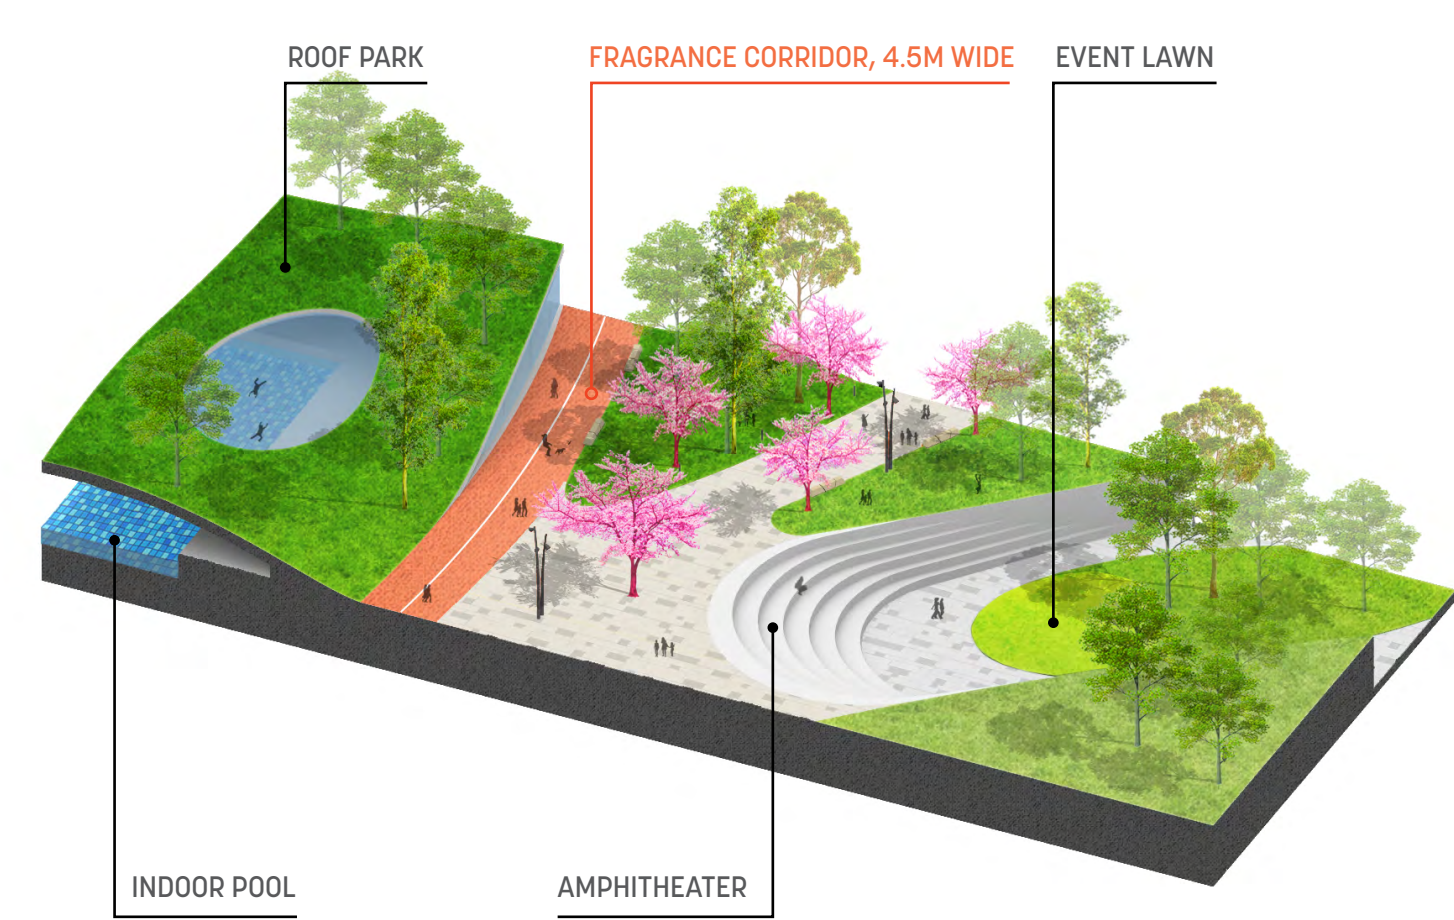 ROOF PARK
FRAGRANCE CORRIDOR, 4.5M WIDE
EVENT LAWN
INDOOR POOL
AMPHITHEATER